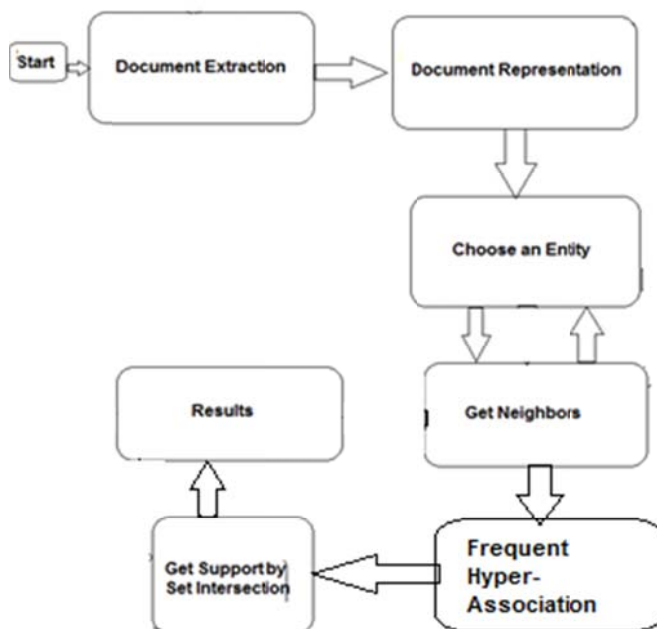 Start
Document Extraction
Document Representation
Choose an Entity
Get Neighbors
Results
Get Support by
Set Intersection
Frequent
Hyper-
Association